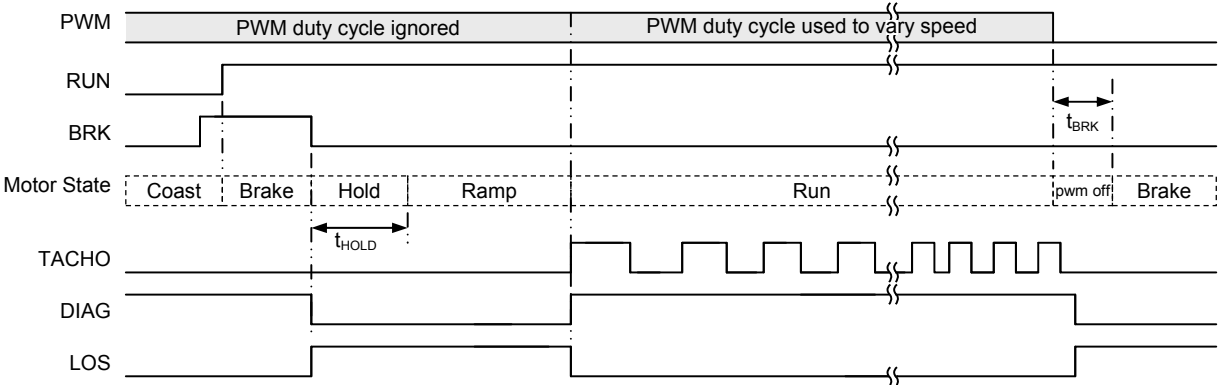 PWM
PWM duty cycle ignored
PWM duty cycle used to vary speed
RUN
BRK
tBRK
Motor State
Coast
Brake
Hold
Ramp
Run
pwm off
Brake
tHOLD
TACHO
DIAG
LOS